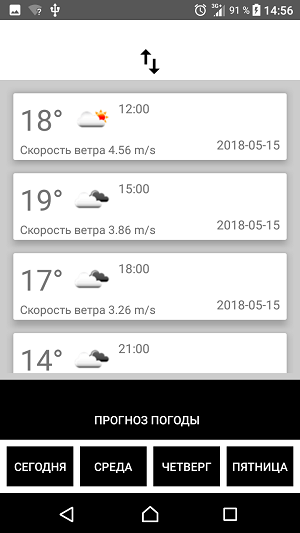 3G 91 % 14:56
18° 12:00
Скорость ветра 4.56 m/s 2018-05-15
19° 15:00
Скорость ветра 3.86 m/s 2018-05-15
17° 18:00
Скорость ветра 3.26 m/s 2018-05-15
14° 21:00
ПРОГНОЗ ПОГОДЫ
СЕГОДНЯ СРЕДА ЧЕТВЕРГ ПЯТНИЦА